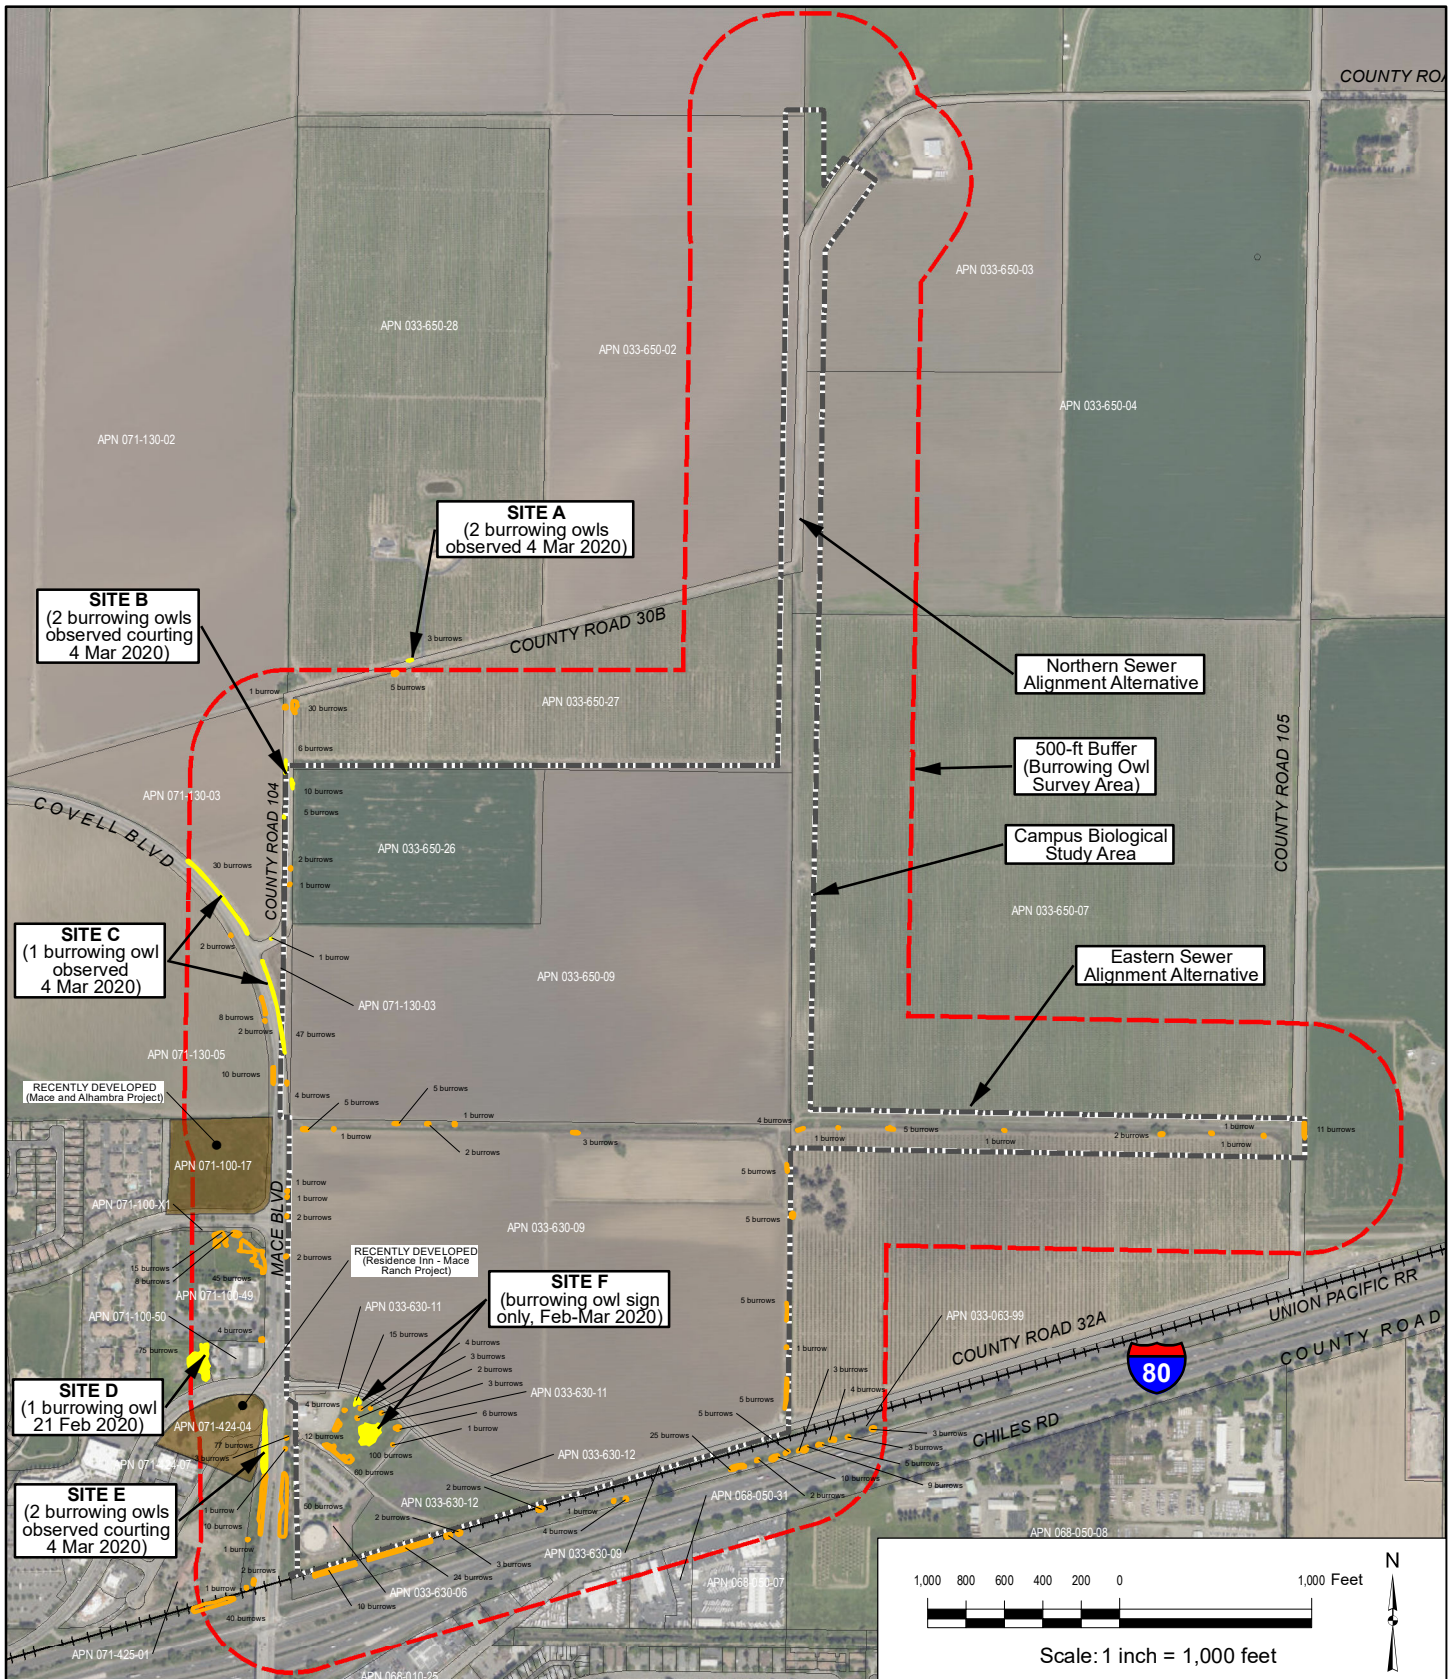 COUNTY ROA
APN 033-650-03
APN 033-650-28
APN 033-650-02
APN 033-650-04
APN 071-130-02
SITE A
(2 burrowing owls
observed 4 Mar 2020)
SITE B
(2 burrowing owls
observed courting
4 Mar 2020)
3 burrows
COUNTY ROAD 30B
Northern Sewer
Alignment Alternative
5 burrows
1 burrow
30 burrows
APN 033-650-27
6 burrows
500-ft Buffer
(Burrowing Owl
Survey Area)
COUNTY ROAD 105
10 burrows
5 burrows
APN 071-130-03
COUNTY ROAD 104
COVELL BLVD
Campus Biological
Study Area
APN 033-650-26
30 burrows
2 burrows
1 burrow
APN 033-650-07
SITE C
(1 burrowing owl
observed
4 Mar 2020)
2 burrows
1 burrow
Eastern Sewer
Alignment Alternative
APN 033-650-09
APN 071-130-03
8 burrows
2 burrows
47 burrows
APN 071-130-05
10 burrows
RECENTLY DEVELOPED
(Mace and Alhambra Project)
4 burrows
5 burrows
5 burrows
1 burrow
1 burrow
2 burrows
3 burrows
4 burrows
1 burrow
5 burrows
1 burrow
2 burrows
1 burrow
1 burrow
11 burrows
APN 071-100-17
5 burrows
APN 071-100-X1
1 burrow
1 burrow
2 burrows
5 burrows
MACE BLVD
APN 033-630-09
2 burrows
RECENTLY DEVELOPED
(Residence Inn - Mace
Ranch Project)
15 burrows
8 burrows
45 burrows
APN 071-100-49
APN 071-100-50
SITE F
(burrowing owl sign
only, Feb-Mar 2020)
APN 033-630-11
5 burrows
APN 033-063-99
UNION PACIFIC RR
COUNTY ROAD 32A
COUNTY ROAD
80
4 burrows
75 burrows
15 burrows
4 burrows
3 burrows
2 burrows
3 burrows
1 burrow
3 burrows
4 burrows
SITE D
(1 burrowing owl
21 Feb 2020)
APN 071-424-04
4 burrows
APN 033-630-11
5 burrows
6 burrows
1 burrow
5 burrows
CHILES RD
12 burrows
77 burrows
25 burrows
3 burrows
3 burrows
5 burrows
9 burrows
100 burrows
60 burrows
APN 033-630-12
10 burrows
2 burrows
SITE E
(2 burrowing owls
observed courting
4 Mar 2020)
1 burrow
10 burrows
50 burrows
APN 033-630-12
2 burrows
2 burrows
1 burrow
4 burrows
APN 068-050-31
APN 068-050-08
1 burrow
2 burrows
1 burrow
40 burrows
APN 033-630-09
3 burrows
24 burrows
APN 033-630-06
10 burrows
APN 068-050-07
APN 071-425-01
APN 068-010-25
N
1,000 800 600 400 200 0 1,000 Feet
Scale: 1 inch = 1,000 feet